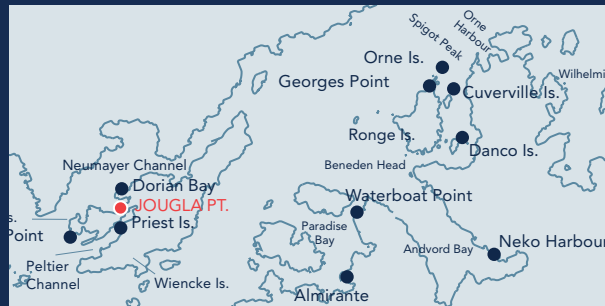 Orne
Harbour
Spigot Peak
Orne Is.
Wilhelmi
Georges Point
Cuverville Is.
Ronge Is.
Danco Is.
Neumayer Channel
Beneden Head
Dorian Bay
Waterboat Point
JOUGLA PT.
s.
Priest Is.
Point
Paradise
Bay
Andvord Bay
Neko Harbour
Peltier
Channel
Wiencke Is.
Almirante